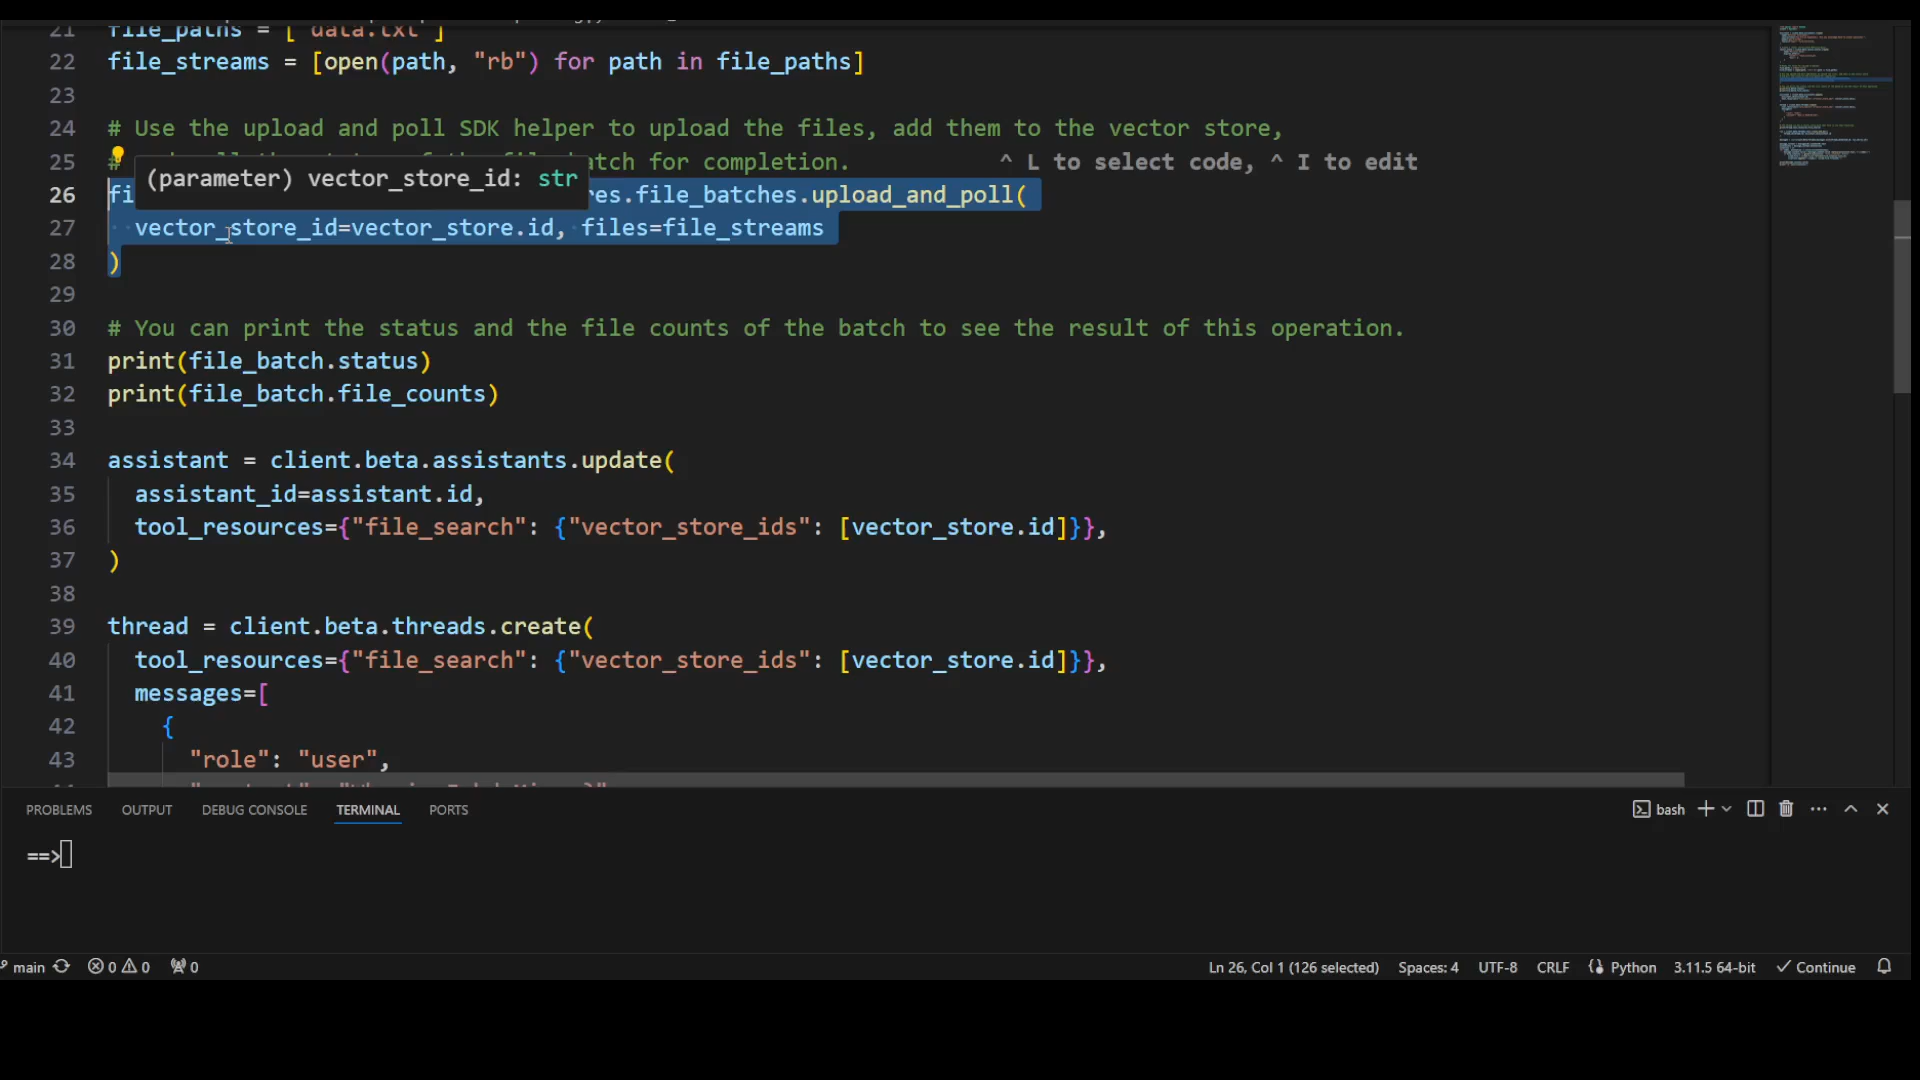 21 file_paths = [ "data.txt" ]
22 file_streams = [open(path, "rb") for path in file_paths]
23
24 # Use the upload and poll SDK helper to upload the files, add them to the vector store,
25 # batch for completion. ^ L to select code, ^ I to edit
(parameter) vector_store_id: str
26 fi res.file_batches.upload_and_poll(
27 vector_store_id=vector_store.id, files=file_streams
28 )
29
30 # You can print the status and the file counts of the batch to see the result of this operation.
31 print(file_batch.status)
32 print(file_batch.file_counts)
33
34 assistant = client.beta.assistants.update(
35 assistant_id=assistant.id,
36 tool_resources={"file_search": {"vector_store_ids": [vector_store.id]}},
37 )
38
39 thread = client.beta.threads.create(
40 tool_resources={"file_search": {"vector_store_ids": [vector_store.id]}},
41 messages=[
42 {
43 "role": "user",
PROBLEMS OUTPUT DEBUG CONSOLE TERMINAL PORTS bash
==>
main 0 0 0 Ln 26, Col 1 (126 selected) Spaces: 4 UTF-8 CRLF Python 3.11.5 64-bit Continue